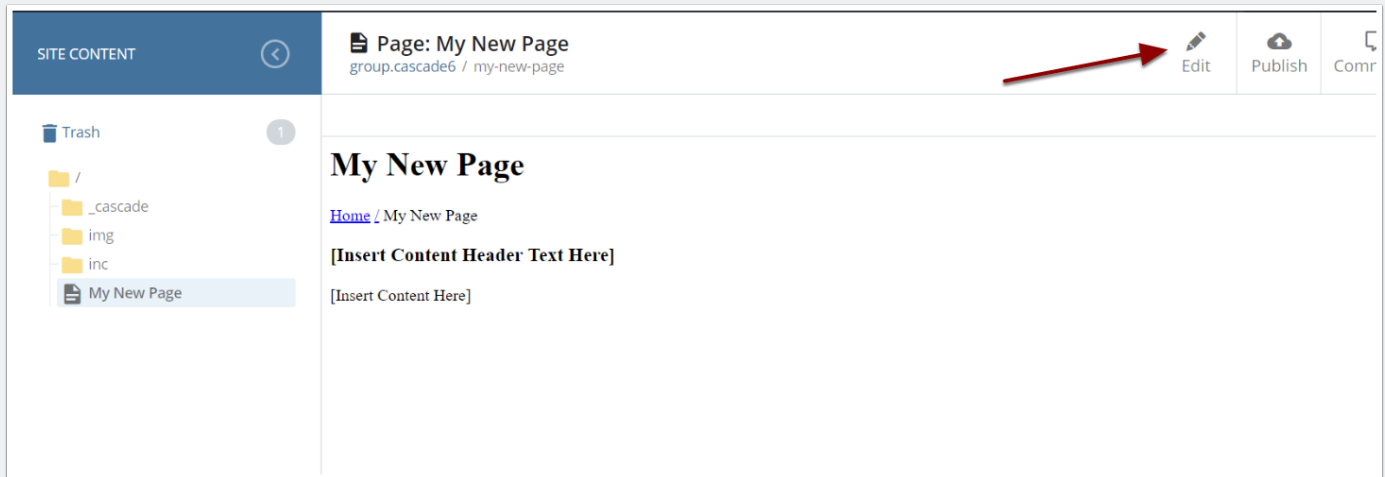 SITE CONTENT
Trash
1
/
_cascade
img
inc
My New Page
Page: My New Page
group.cascade6 / my-new-page
Edit
Publish
My New Page
Home / My New Page
[Insert Content Header Text Here]
[Insert Content Here]